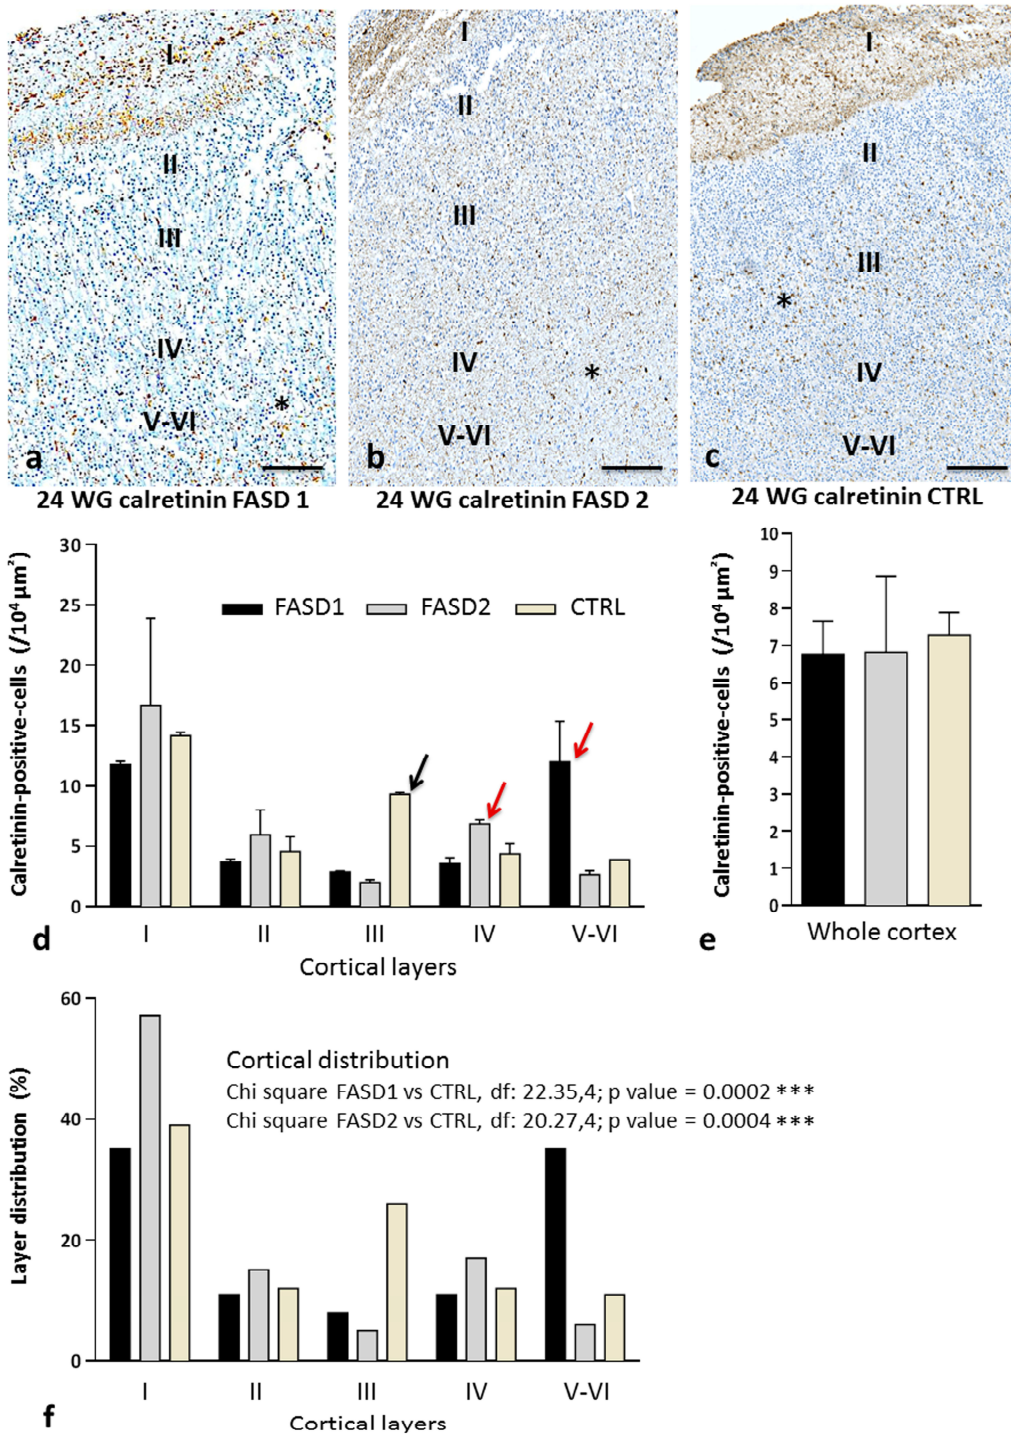 I
II
III
IV
*
V-VI
a
I
II
III
IV
*
V-VI
b
I
II
III
*
IV
V-VI
c
24 WG calretinin FASD 1
24 WG calretinin FASD 2
24 WG calretinin CTRL
Calretinin-positive-cells (/10⁴ µm²)
30
25
20
15
10
5
0
FASD1 FASD2 CTRL
I II III IV V-VI
Cortical layers
d
Calretinin-positive-cells (/10⁴ µm²)
10
9
8
7
6
5
4
3
2
1
0
Whole cortex
e
Layer distribution (%)
60
40
20
0
Cortical distribution
Chi square FASD1 vs CTRL, df: 22.35,4; p value = 0.0002 ***
Chi square FASD2 vs CTRL, df: 20.27,4; p value = 0.0004 ***
I II III IV V-VI
Cortical layers
f